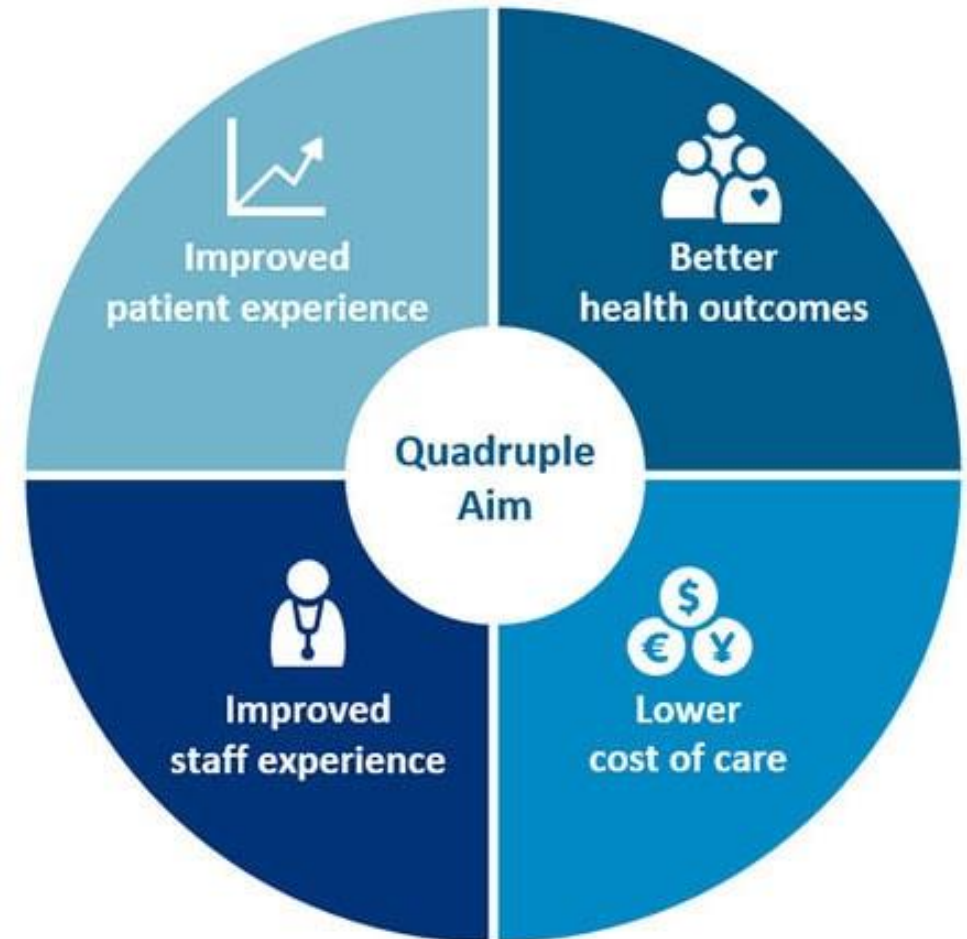 Improved
patient experience
Better
health outcomes
Quadruple
Aim
Improved
staff experience
$
€ ¥
Lower
cost of care